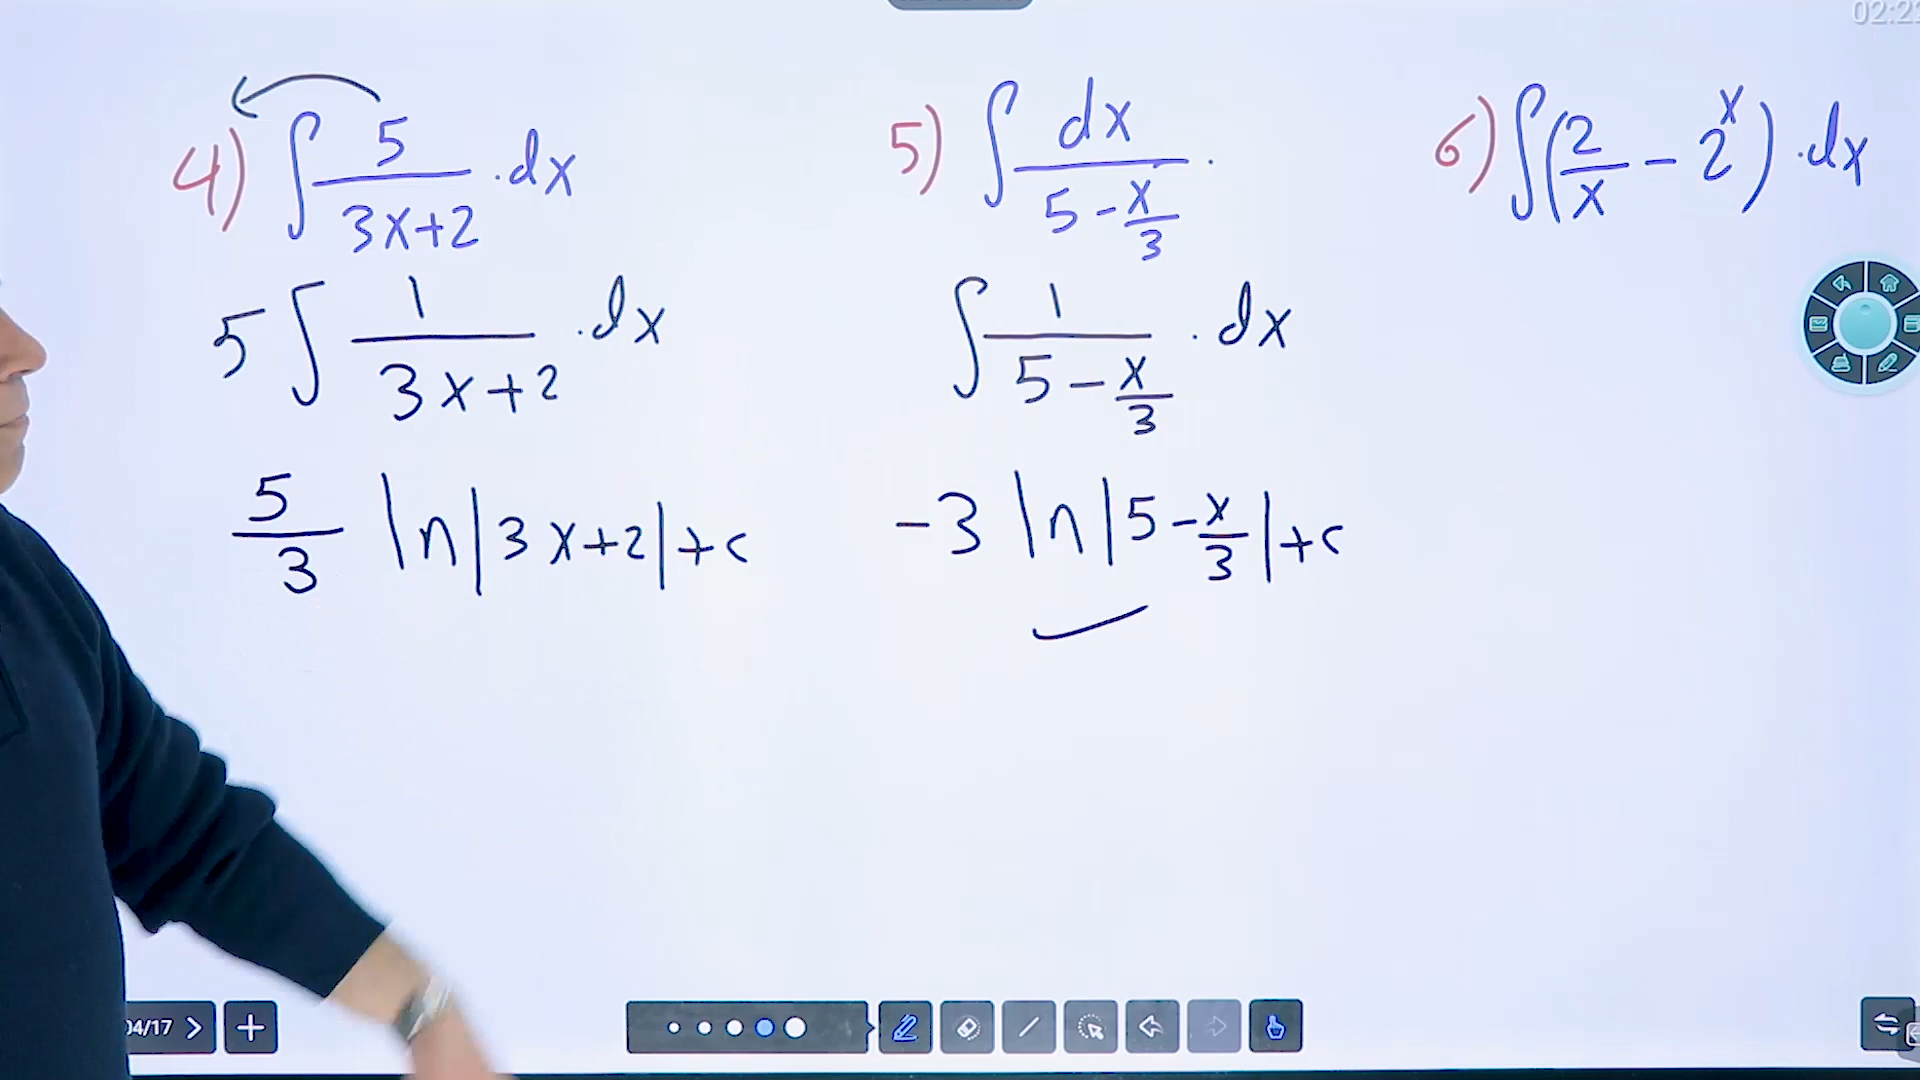 4) ∫ 5/(3x+2) .dx
5 ∫ 1/(3x+2) .dx
5/3 ln|3x+2|+c
5) ∫ dx/(5-x/3) .
∫ 1/(5-x/3) . dx
-3 ln|5-x/3|+c
6) ∫(2/x - 2^x) .dx
04/17